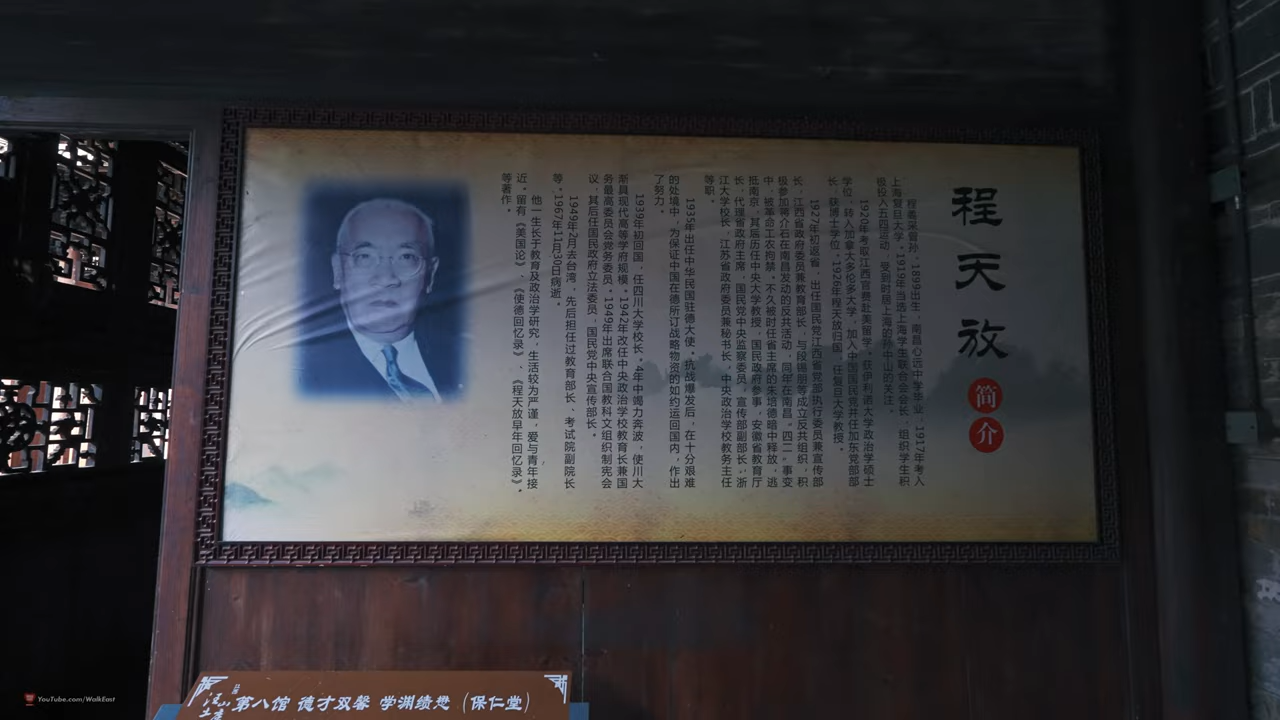 程天放
简介
程矞采曾孙，1899出生，南昌心远中学毕业，1917年考入
上海复旦大学。1919年当选上海学生联合会会长，组织学生积
极投入五四运动，受到时居上海的孙中山的关注。
1920年考取江西官费赴美留学，获伊利诺大学政治学硕士
学位，转入加拿大多伦多大学，加入中国国民党并任加东党部部
长，获博士学位。1926年程天放归国，任复旦大学教授。
1927年初返省，出任国民党江西省党部执行委员兼宣传部
长，江西省政府委员兼教育部长，与段锡朋等成立反共组织，积
极参加蒋介石在南昌发动的反共活动，同年在南昌“四二”事变
中，被革命工农拘禁，不久被时任省主席的朱培德暗中释放，逃
抵南京，其后历任中央大学教授，国民政府参事，安徽省教育厅
长，代理省政府主席，国民党中央监察委员，宣传部副部长，浙
江大学校长，江苏省政府委员兼秘书长，中央政治学校教务主任
等职。
1935年出任中华民国驻德大使。抗战爆发后，在十分艰难
的处境中，为保证中国在德所订战略物资的如约运回国内，作出
了努力。
1939年初回国，任四川大学校长。4年中竭力奔波，使川大
渐具现代高等学府规模。1942年改任中央政治学校教育长兼国
务最高委员会党务委员。1949年出席联合国教科文组织制宪会
议，其后任国民政府立法委员，国民党中央宣传部长。
1949年2月去台湾，先后担任过教育部长、考试院副院长
等。1967年11月30日病逝。
他一生长于教育及政治学研究，生活较为严谨，爱与青年接
近。留有《美国论》、《使德回忆录》、《程天放早年回忆录》。
等著作。
第八馆 德才双馨 学渊绩懋（保仁堂）
YouTube.com/WalkEast